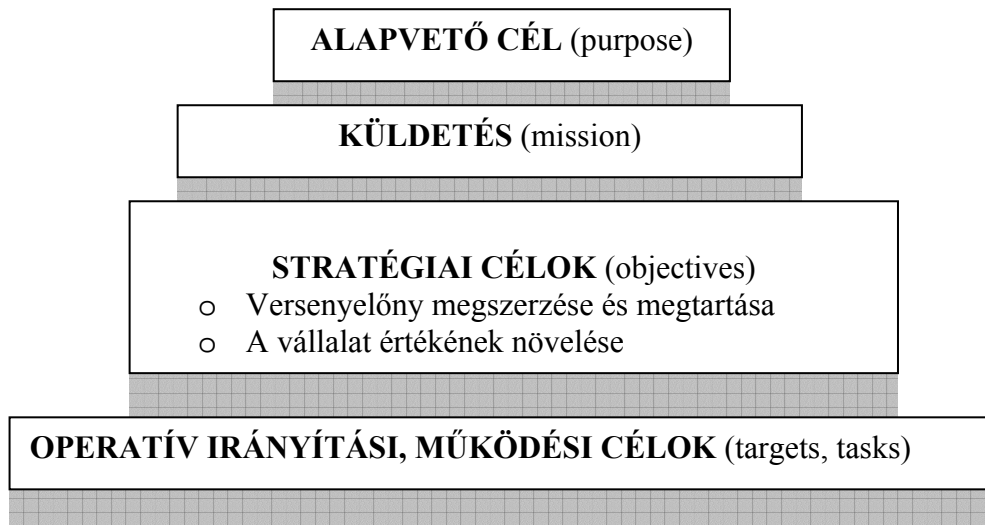 ALAPVETŐ CÉL (purpose)
KÜLDETÉS (mission)
STRATÉGIAI CÉLOK (objectives)
o Versenyelőny megszerzése és megtartása
o A vállalat értékének növelése
OPERATÍV IRÁNYÍTÁSI, MŰKÖDÉSI CÉLOK (targets, tasks)